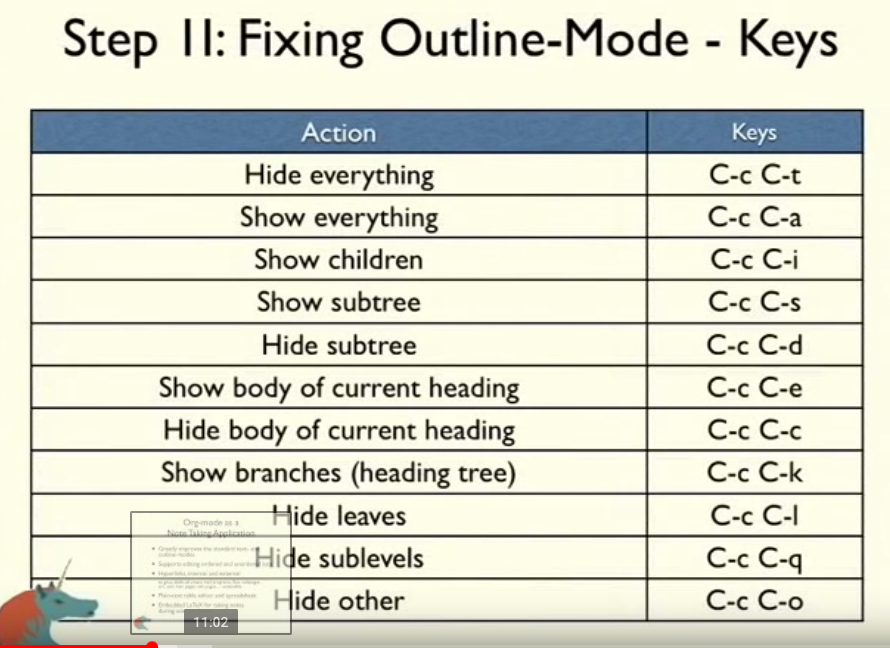 Step II: Fixing Outline-Mode - Keys
Action Keys
Hide everything C-c C-t
Show everything C-c C-a
Show children C-c C-i
Show subtree C-c C-s
Hide subtree C-c C-d
Show body of current heading C-c C-e
Hide body of current heading C-c C-c
Show branches (heading tree) C-c C-k
Hide leaves C-c C-l
Hide sublevels C-c C-q
Hide other C-c C-o
Org-mode as a
Note Taking Application
11:02